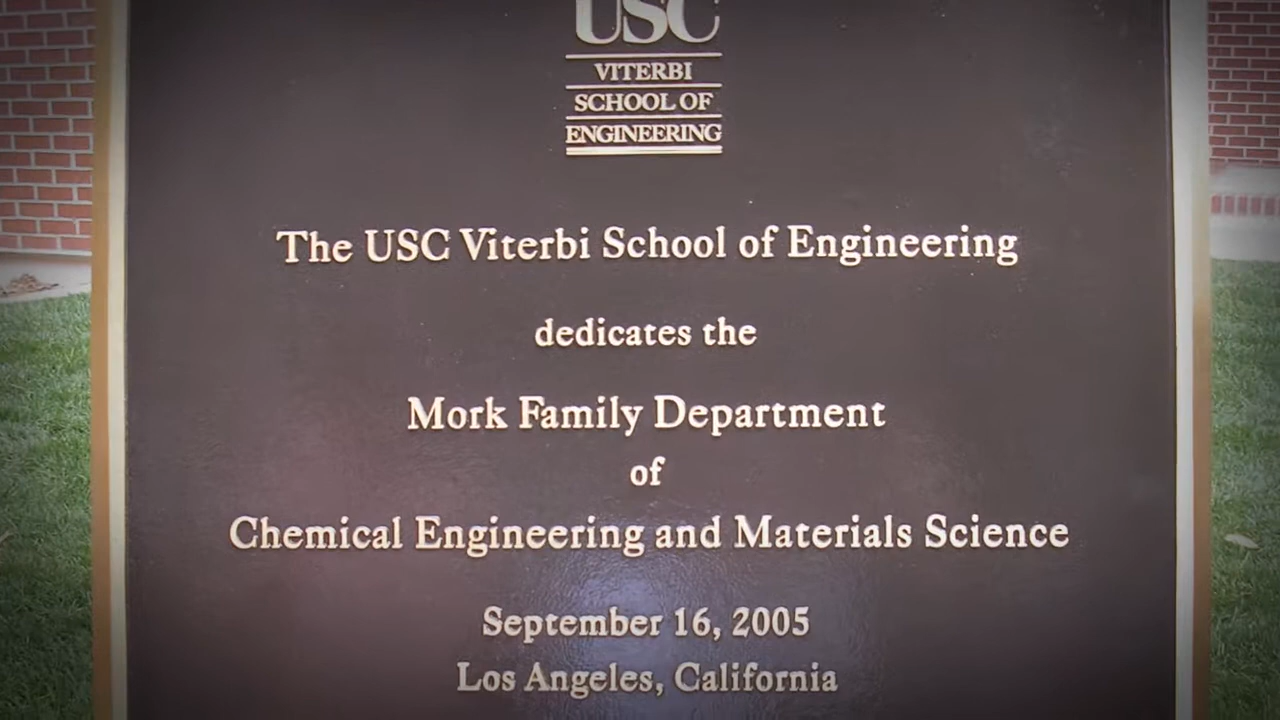 USC
VITERBI
SCHOOL OF
ENGINEERING
The USC Viterbi School of Engineering
dedicates the
Mork Family Department
of
Chemical Engineering and Materials Science
September 16, 2005
Los Angeles, California